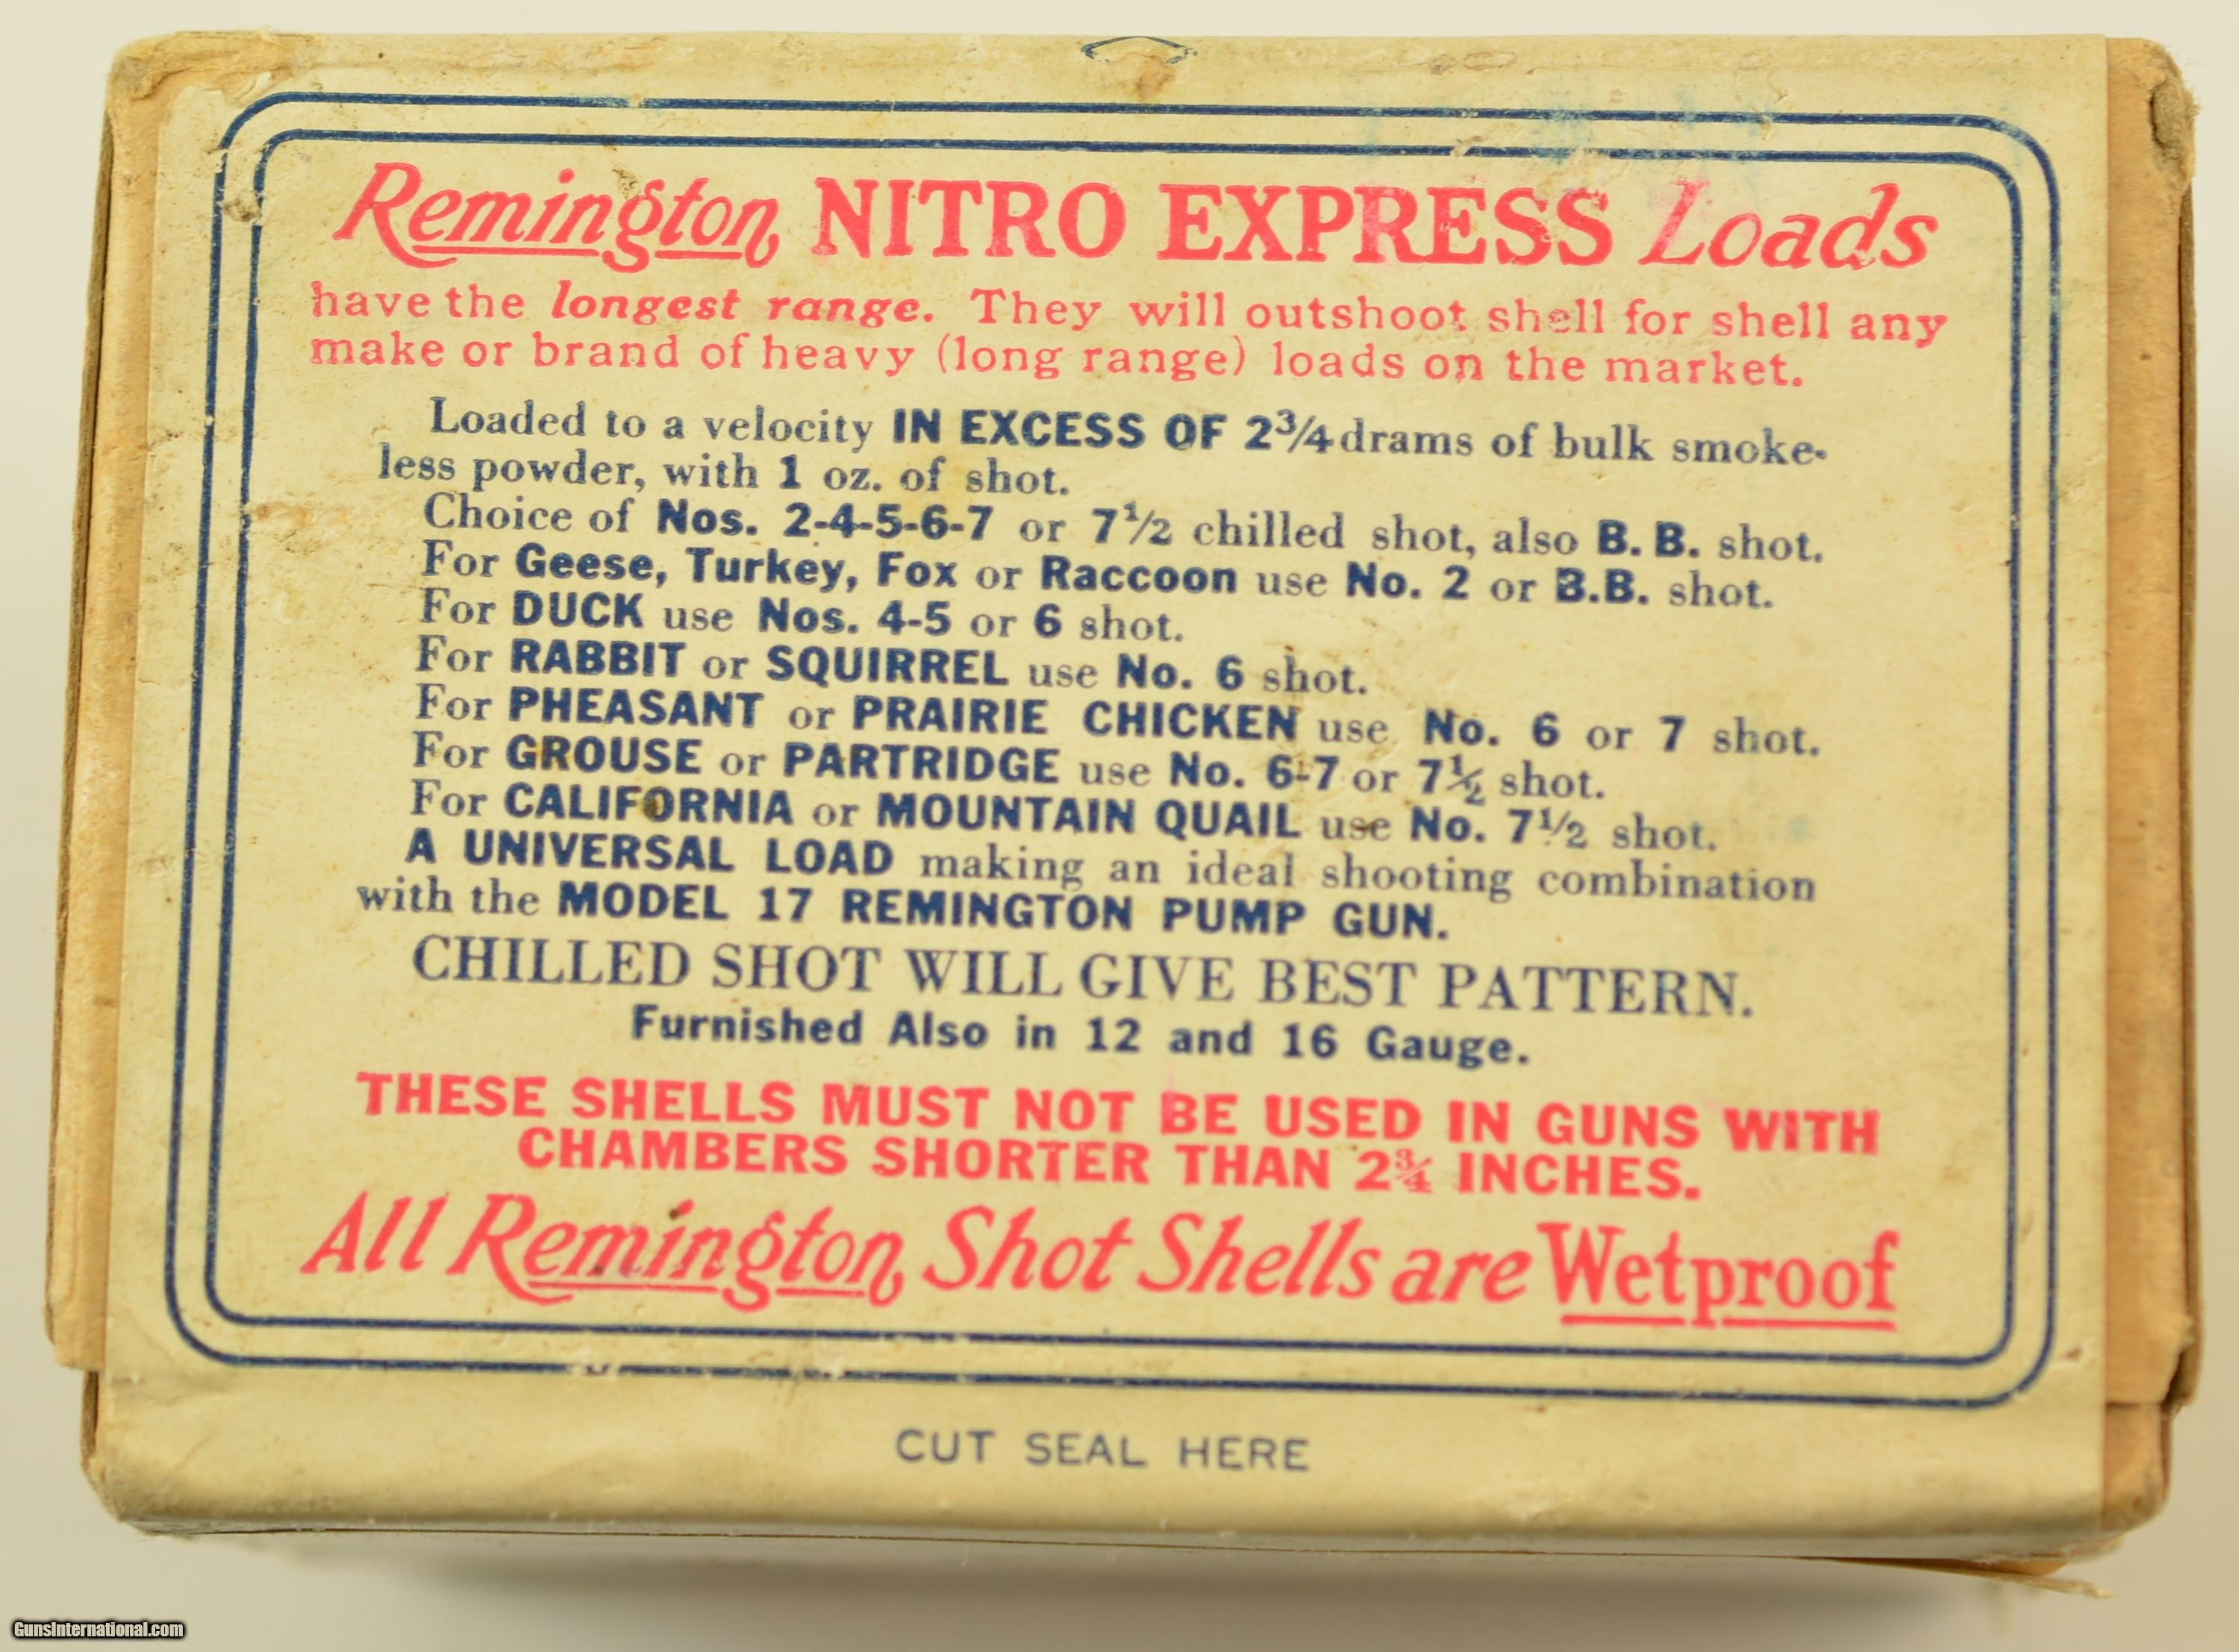 Remington NITRO EXPRESS Loads
have the longest range. They will outshoot shell for shell any
make or brand of heavy (long range) loads on the market.
Loaded to a velocity IN EXCESS OF 2¾ drams of bulk smoke-
less powder, with 1 oz. of shot.
Choice of Nos. 2-4-5-6-7 or 7½ chilled shot, also B.B. shot.
For Geese, Turkey, Fox or Raccoon use No. 2 or B.B. shot.
For DUCK use Nos. 4-5 or 6 shot.
For RABBIT or SQUIRREL use No. 6 shot.
For PHEASANT or PRAIRIE CHICKEN use No. 6 or 7 shot.
For GROUSE or PARTRIDGE use No. 6-7 or 7½ shot.
For CALIFORNIA or MOUNTAIN QUAIL use No. 7½ shot.
A UNIVERSAL LOAD making an ideal shooting combination
with the MODEL 17 REMINGTON PUMP GUN.
CHILLED SHOT WILL GIVE BEST PATTERN.
Furnished Also in 12 and 16 Gauge.
THESE SHELLS MUST NOT BE USED IN GUNS WITH
CHAMBERS SHORTER THAN 2¾ INCHES.
All Remington Shot Shells are Wetproof
CUT SEAL HERE
GunsInternational.com